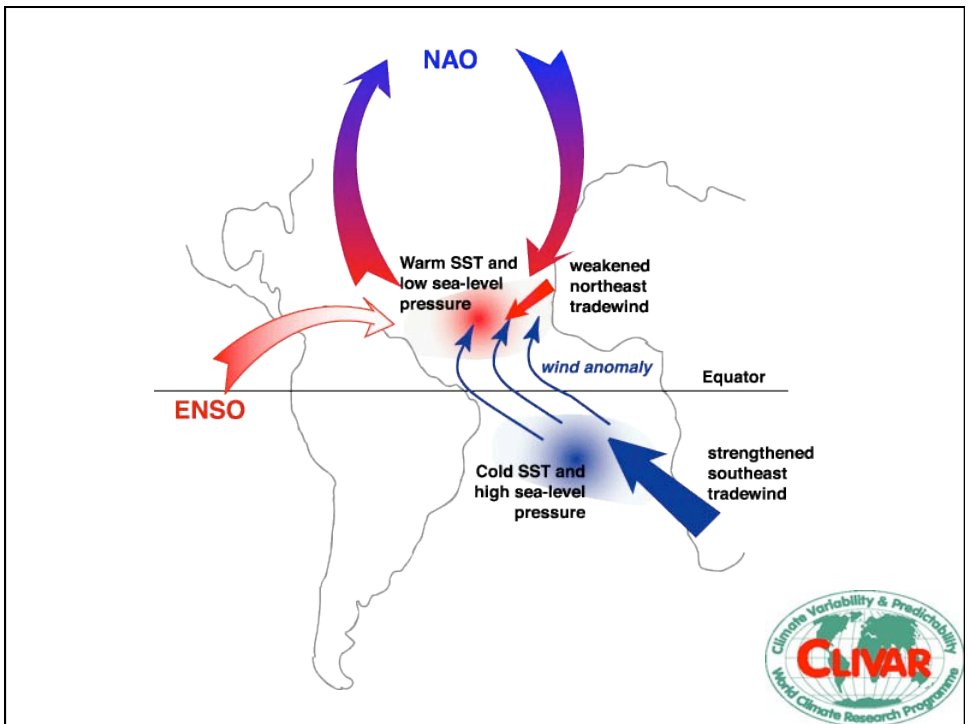 NAO
Warm SST and
low sea-level
pressure
weakened
northeast
tradewind
wind anomaly
Equator
ENSO
Cold SST and
high sea-level
pressure
strengthened
southeast
tradewind
Climate Variability & Predictability
CLIVAR
World Climate Research Programme